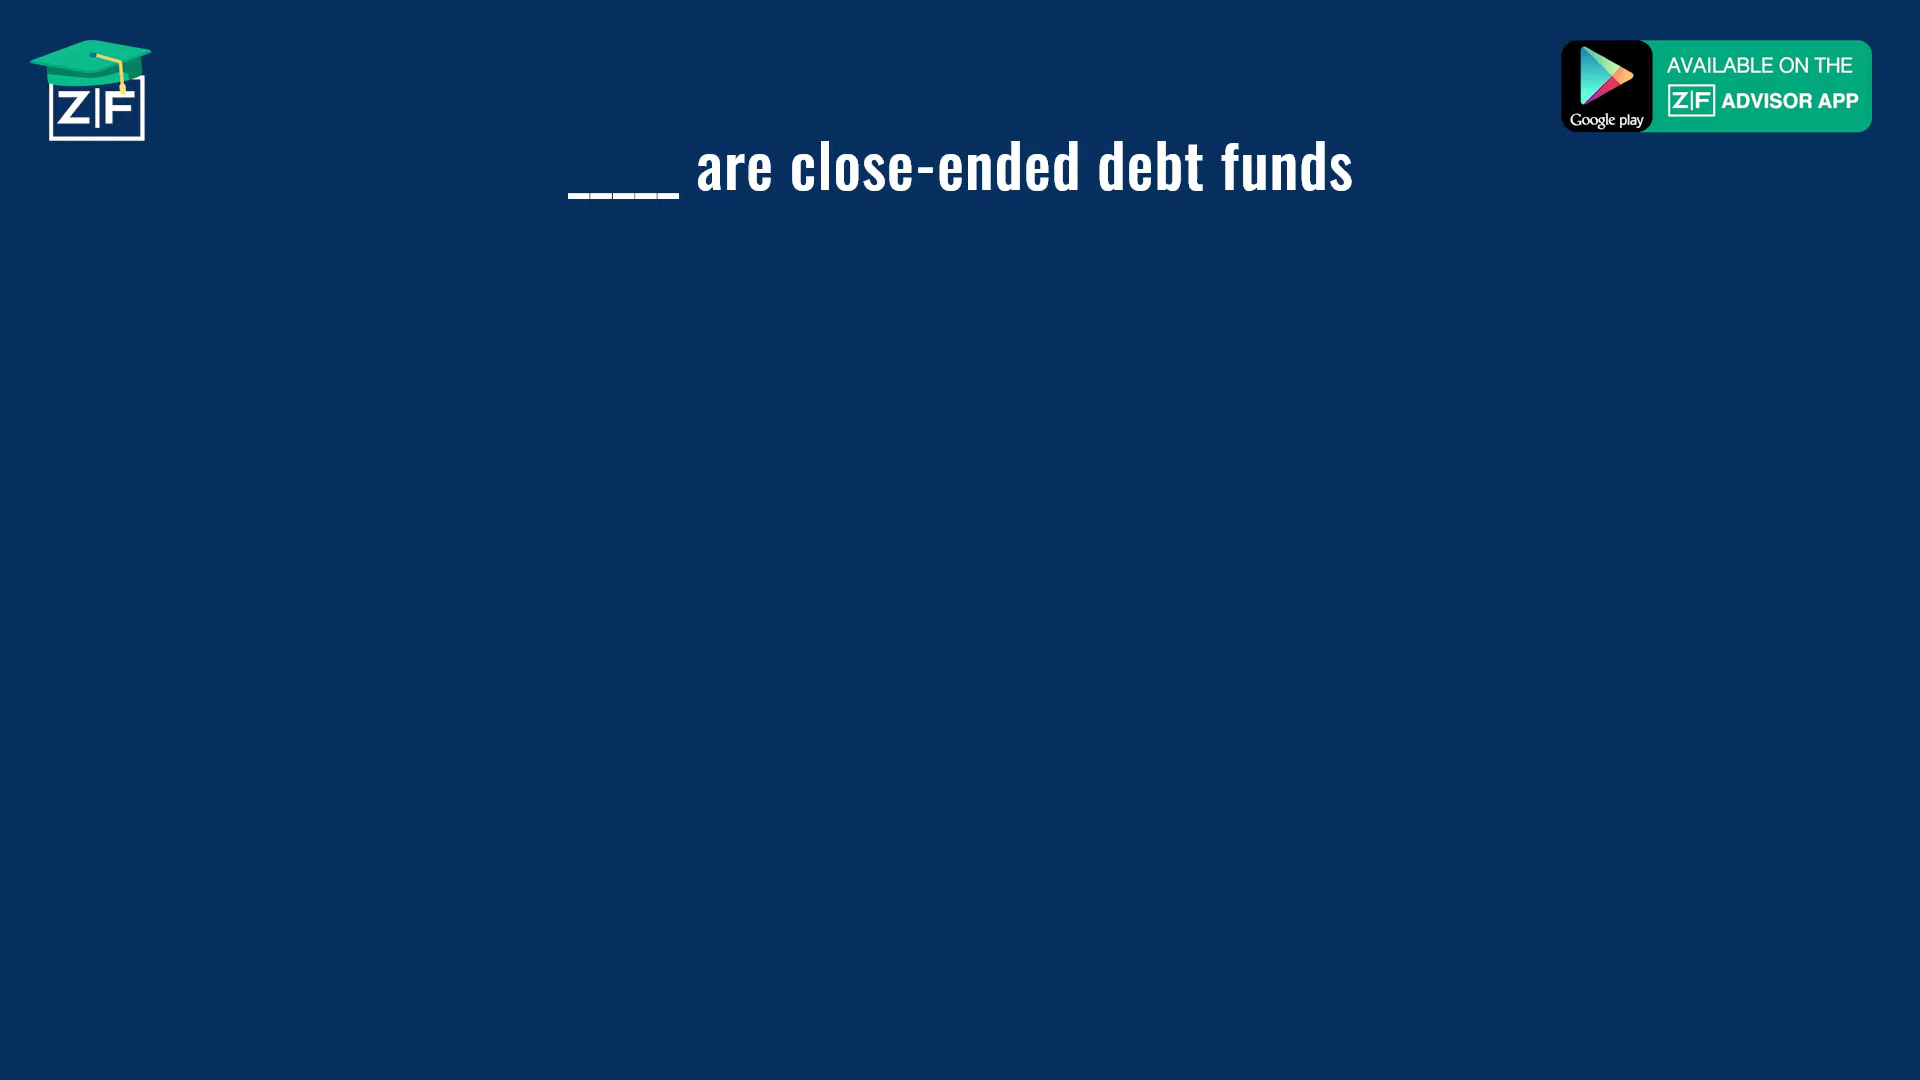 Z|F
Google play
AVAILABLE ON THE
Z|F ADVISOR APP
_____ are close-ended debt funds